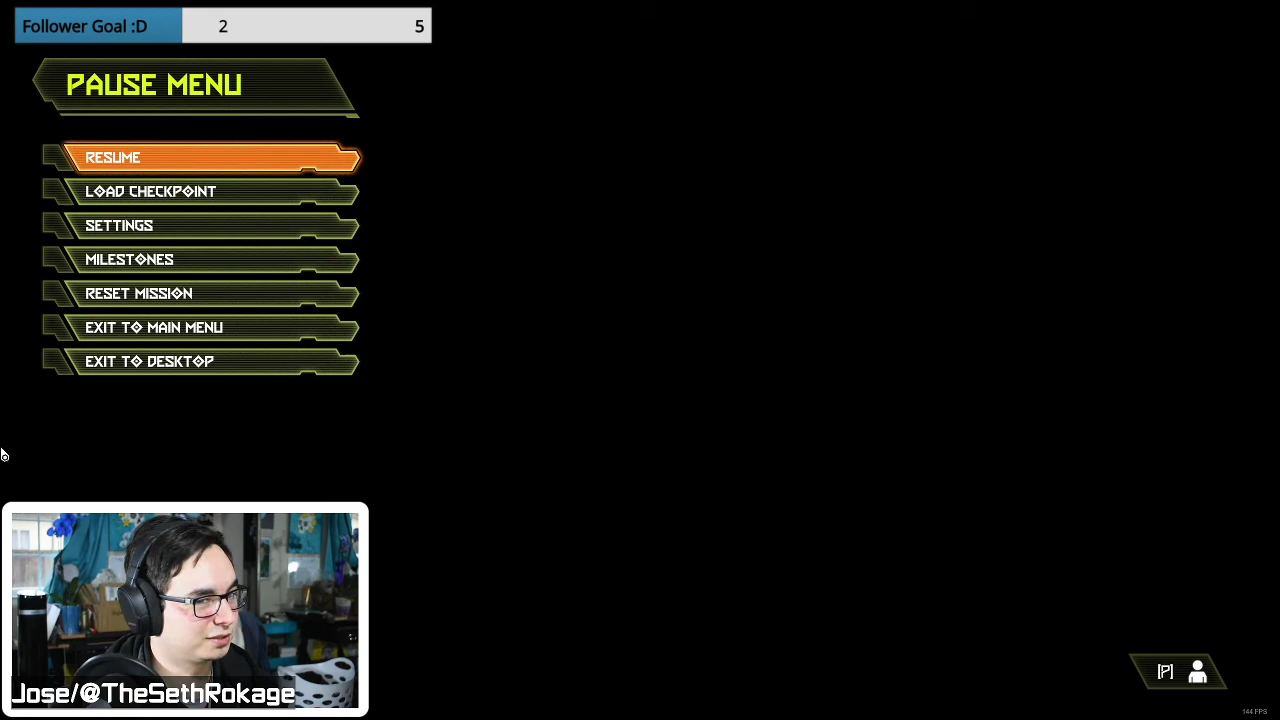 Follower Goal :D 2 5
PAUSE MENU
RESUME
LOAD CHECKPOINT
SETTINGS
MILESTONES
RESET MISSION
EXIT TO MAIN MENU
EXIT TO DESKTOP
Jose/@TheSethRokage
[P]
144 FPS